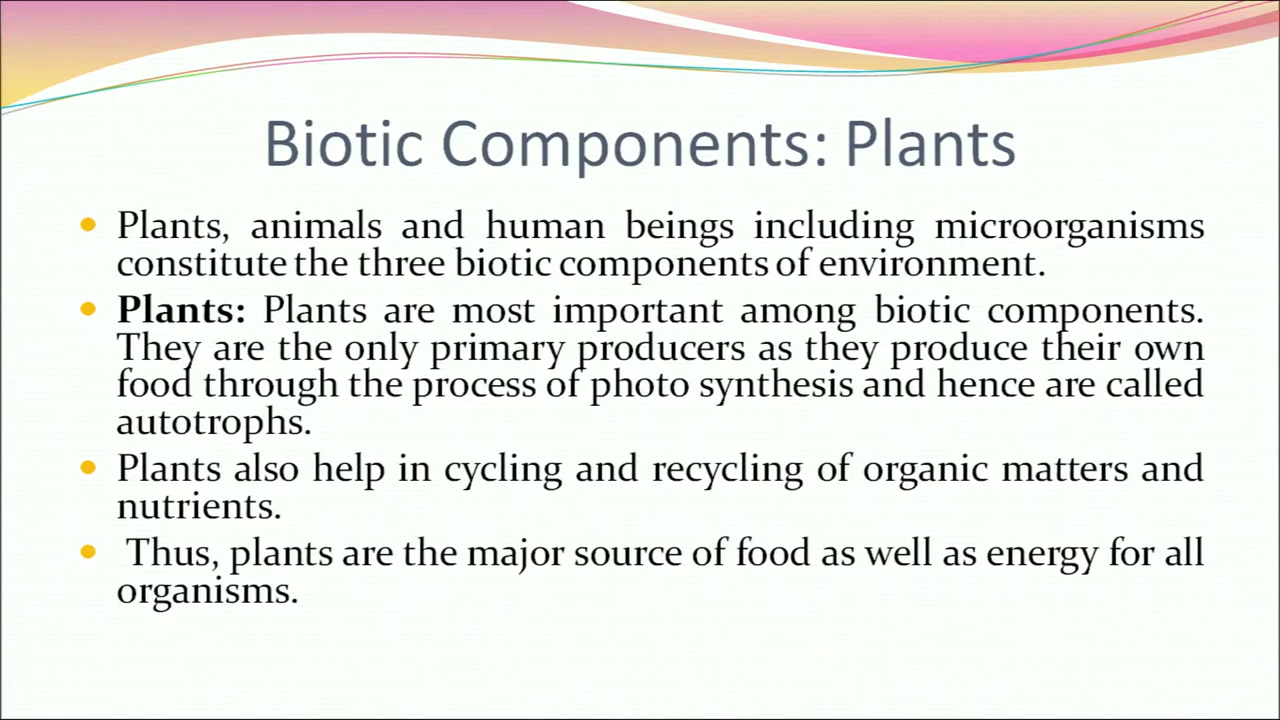 Biotic Components: Plants
Plants, animals and human beings including microorganisms
constitute the three biotic components of environment.
Plants: Plants are most important among biotic components.
They are the only primary producers as they produce their own
food through the process of photo synthesis and hence are called
autotrophs.
Plants also help in cycling and recycling of organic matters and
nutrients.
Thus, plants are the major source of food as well as energy for all
organisms.